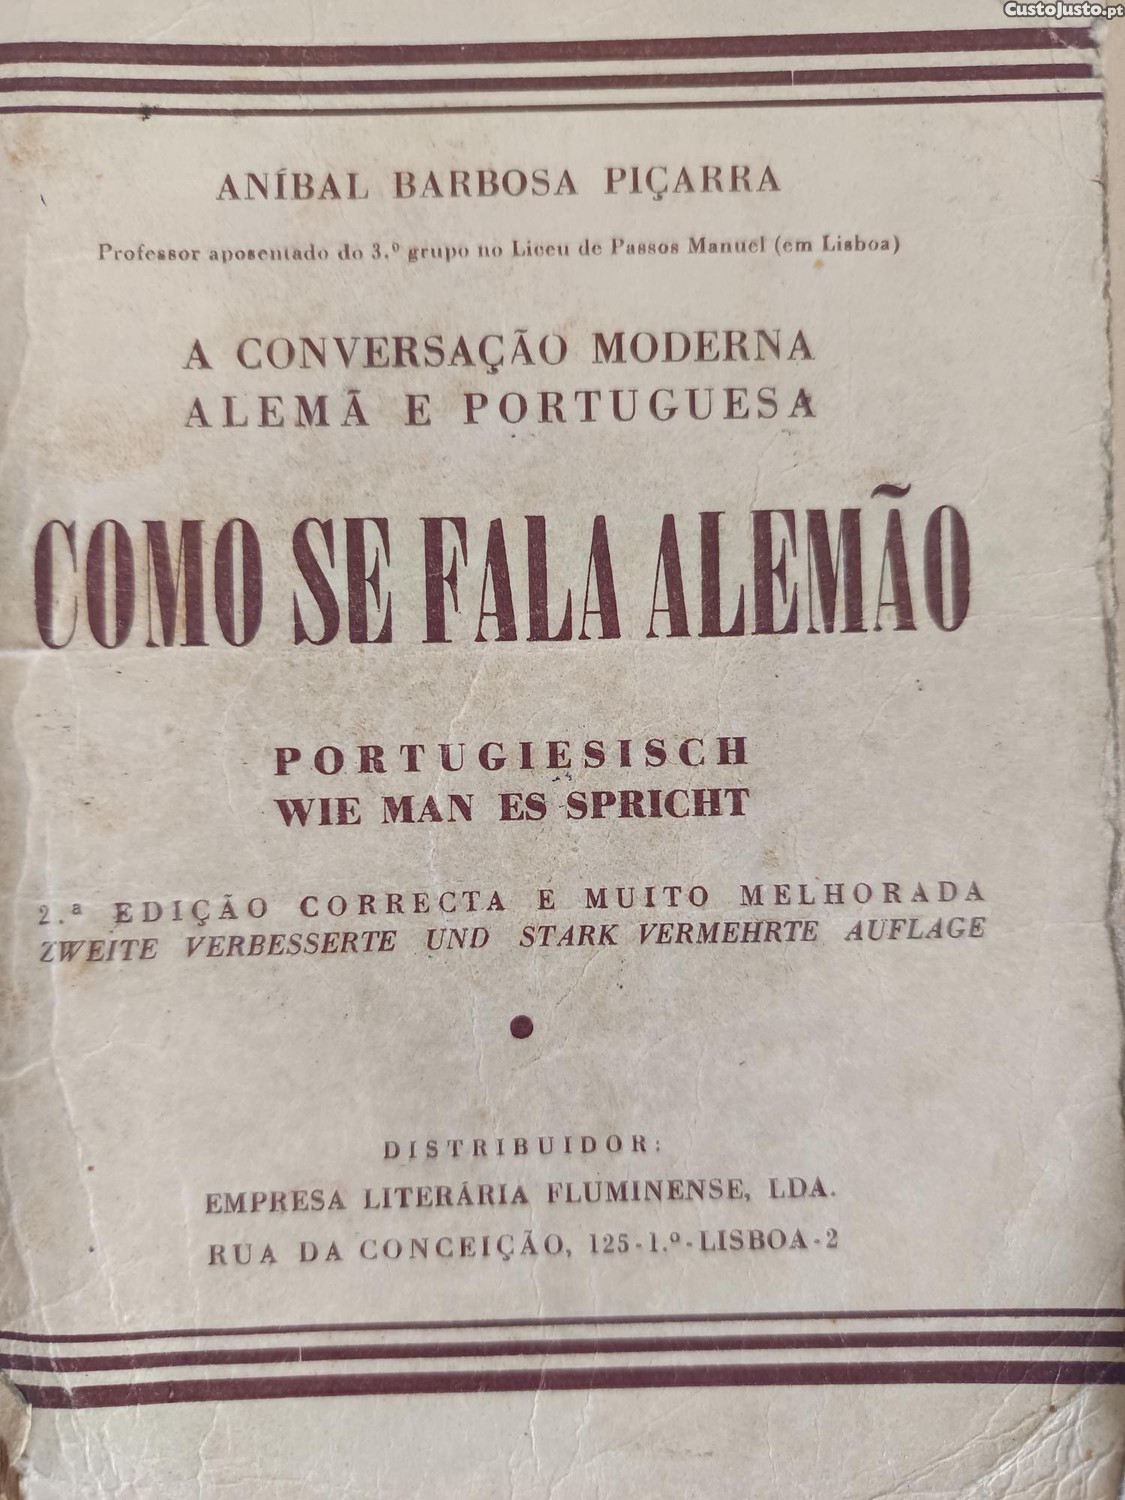 CustoJusto.pt
ANÍBAL BARBOSA PIÇARRA
Professor aposentado do 3.º grupo no Liceu de Passos Manuel (em Lisboa)
A CONVERSAÇÃO MODERNA
ALEMÃ E PORTUGUESA
COMO SE FALA ALEMÃO
PORTUGIESISCH
WIE MAN ES SPRICHT
2.ª EDIÇÃO CORRECTA E MUITO MELHORADA
ZWEITE VERBESSERTE UND STARK VERMEHRTE AUFLAGE
DISTRIBUIDOR:
EMPRESA LITERÁRIA FLUMINENSE, LDA.
RUA DA CONCEIÇÃO, 125-1.º-LISBOA-2